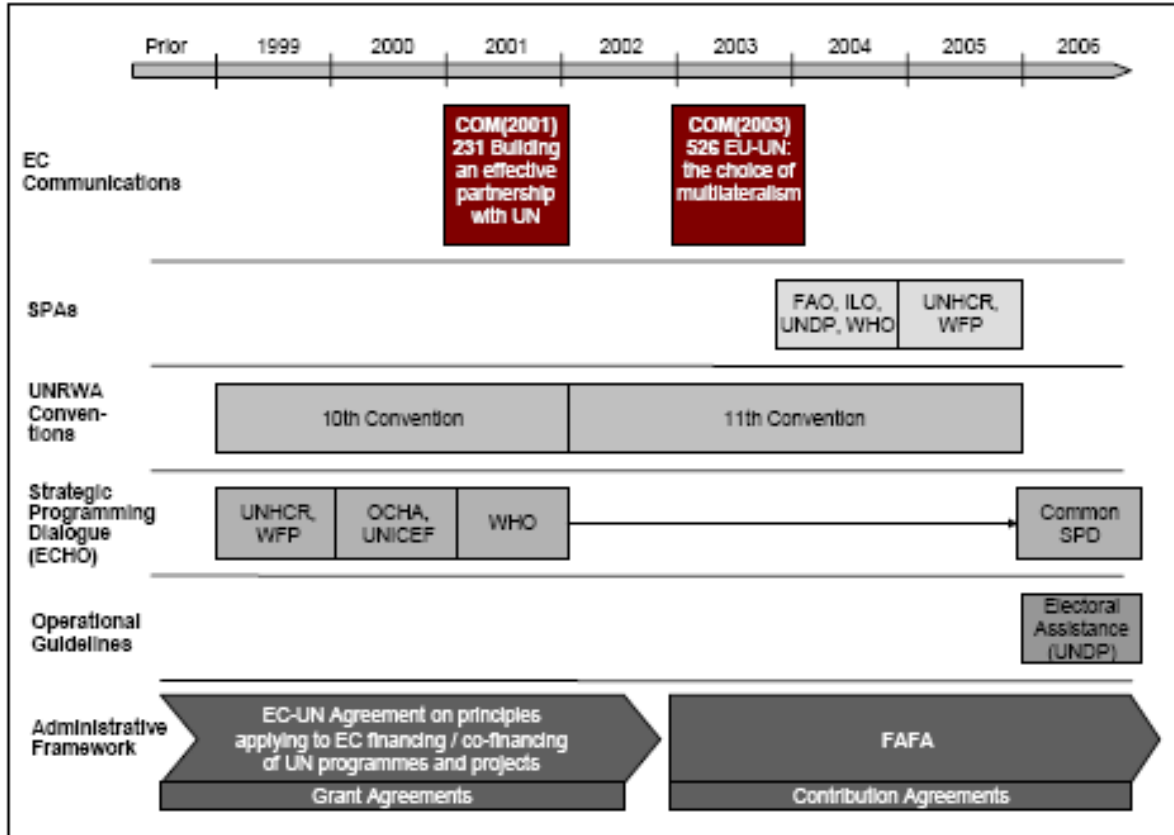 Prior 1999 2000 2001 2002 2003 2004 2005 2006
EC
Communications
COM(2001)
231 Building
an effective
partnership
with UN
COM(2003)
526 EU-UN:
the choice of
multilateralism
SPAs
FAO, ILO,
UNDP, WHO
UNHCR,
WFP
UNRWA
Conven-
tions
10th Convention
11th Convention
Strategic
Programming
Dialogue
(ECHO)
UNHCR,
WFP
OCHA,
UNICEF
WHO
Common
SPD
Operational
Guidelines
Electoral
Assistance
(UNDP)
Administrative
Framework
EC-UN Agreement on principles
applying to EC financing / co-financing
of UN programmes and projects
Grant Agreements
FAFA
Contribution Agreements